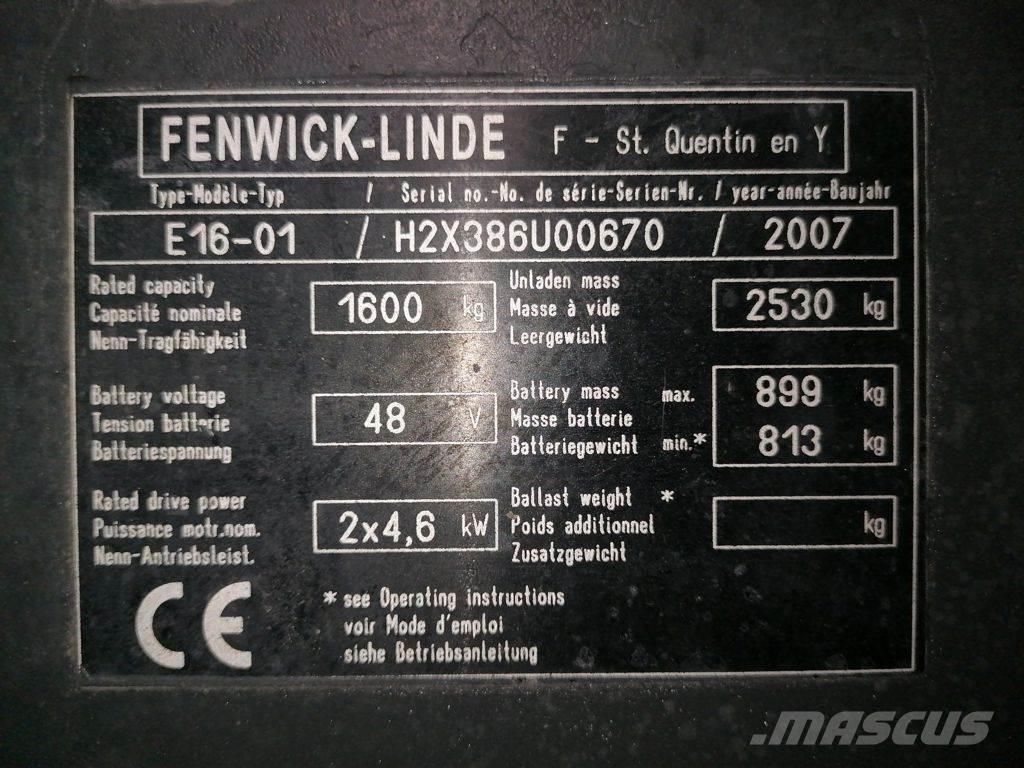 FENWICK-LINDE F - St. Quentin en Y
Type-Modèle-Typ / Serial no.-No. de série-Serien-Nr. / year-année-Baujahr
E16-01 / H2X386U00670 / 2007
Rated capacity
Capacité nominale
Nenn-Tragfähigkeit
1600 kg
Unladen mass
Masse à vide
Leergewicht
2530 kg
Battery voltage
Tension batterie
Batteriespannung
48 V
Battery mass max. 899 kg
Masse batterie
Batteriegewicht min.* 813 kg
Rated drive power
Puissance motr.nom.
Nenn-Antriebsleist.
2x4,6 kW
Ballast weight *
Poids additionnel
Zusatzgewicht
kg
CE
* see Operating instructions
voir Mode d'emploi
siehe Betriebsanleitung
.MASCUS